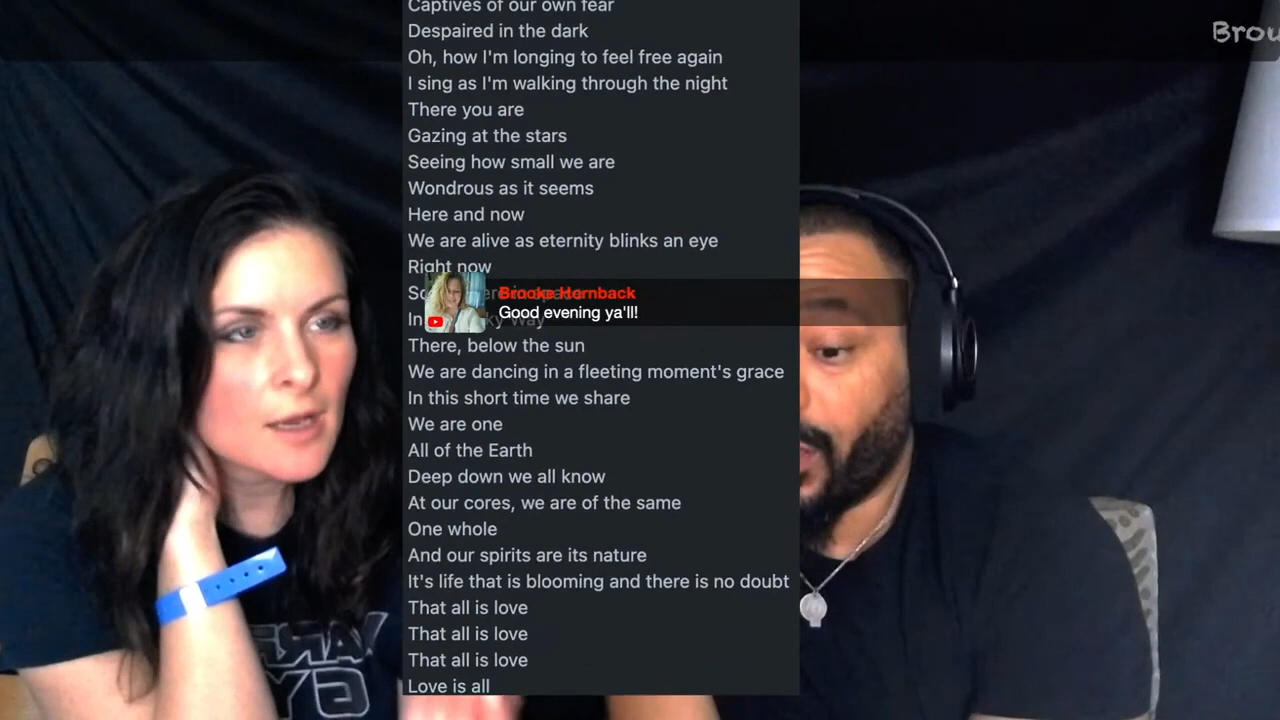 Captives of our own fear
Brou
Despaired in the dark
Oh, how I'm longing to feel free again
I sing as I'm walking through the night
There you are
Gazing at the stars
Seeing how small we are
Wondrous as it seems
Here and now
We are alive as eternity blinks an eye
Right now
Brooke Hornback
Good evening ya'll!
There, below the sun
We are dancing in a fleeting moment's grace
In this short time we share
We are one
All of the Earth
Deep down we all know
At our cores, we are of the same
One whole
And our spirits are its nature
It's life that is blooming and there is no doubt
That all is love
That all is love
That all is love
Love is all